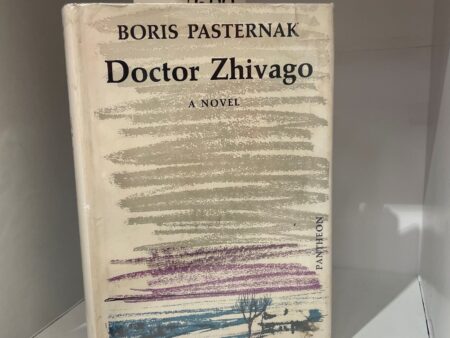 BORIS PASTERNAK
Doctor Zhivago
A NOVEL
PANTHEON